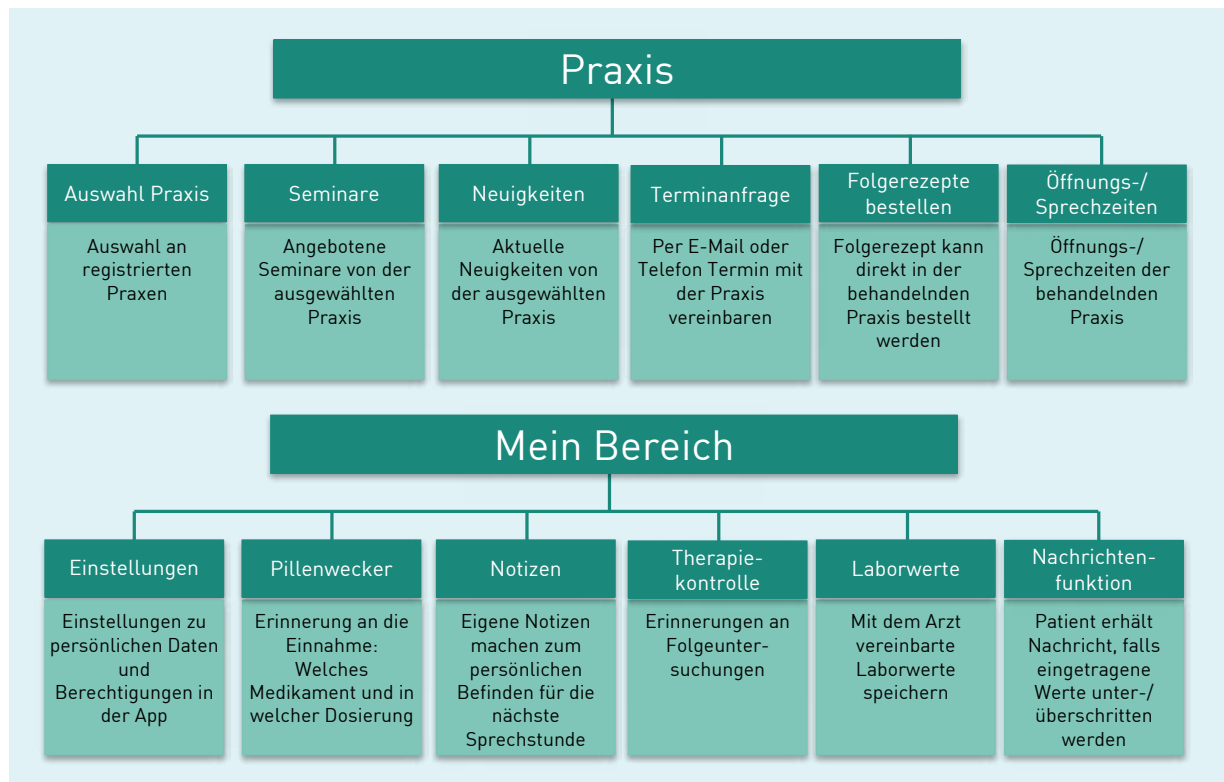 Praxis
Auswahl Praxis
Auswahl an
registrierten
Praxen
Seminare
Angebotene
Seminare von der
ausgewählten
Praxis
Neuigkeiten
Aktuelle
Neuigkeiten von
der ausgewählten
Praxis
Terminanfrage
Per E-Mail oder
Telefon Termin mit
der Praxis
vereinbaren
Folgerezepte
bestellen
Folgerezept kann
direkt in der
behandelnden
Praxis bestellt
werden
Öffnungs-/
Sprechzeiten
Öffnungs-/
Sprechzeiten der
behandelnden
Praxis
Mein Bereich
Einstellungen
Einstellungen zu
persönlichen Daten
und
Berechtigungen in
der App
Pillenwecker
Erinnerung an die
Einnahme:
Welches
Medikament und in
welcher Dosierung
Notizen
Eigene Notizen
machen zum
persönlichen
Befinden für die
nächste
Sprechstunde
Therapie-
kontrolle
Erinnerungen an
Folgeunter-
suchungen
Laborwerte
Mit dem Arzt
vereinbarte
Laborwerte
speichern
Nachrichten-
funktion
Patient erhält
Nachricht, falls
eingetragene
Werte unter-/
überschritten
werden